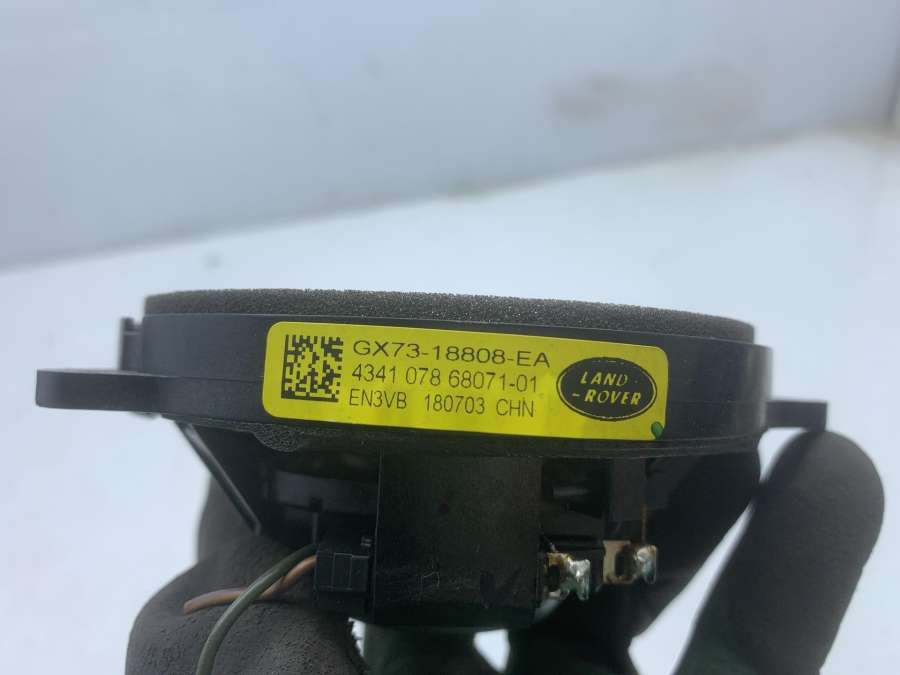 GX73-18808-EA
4341 078 68071-01
EN3VB 180703 CHN
LAND-
-ROVER